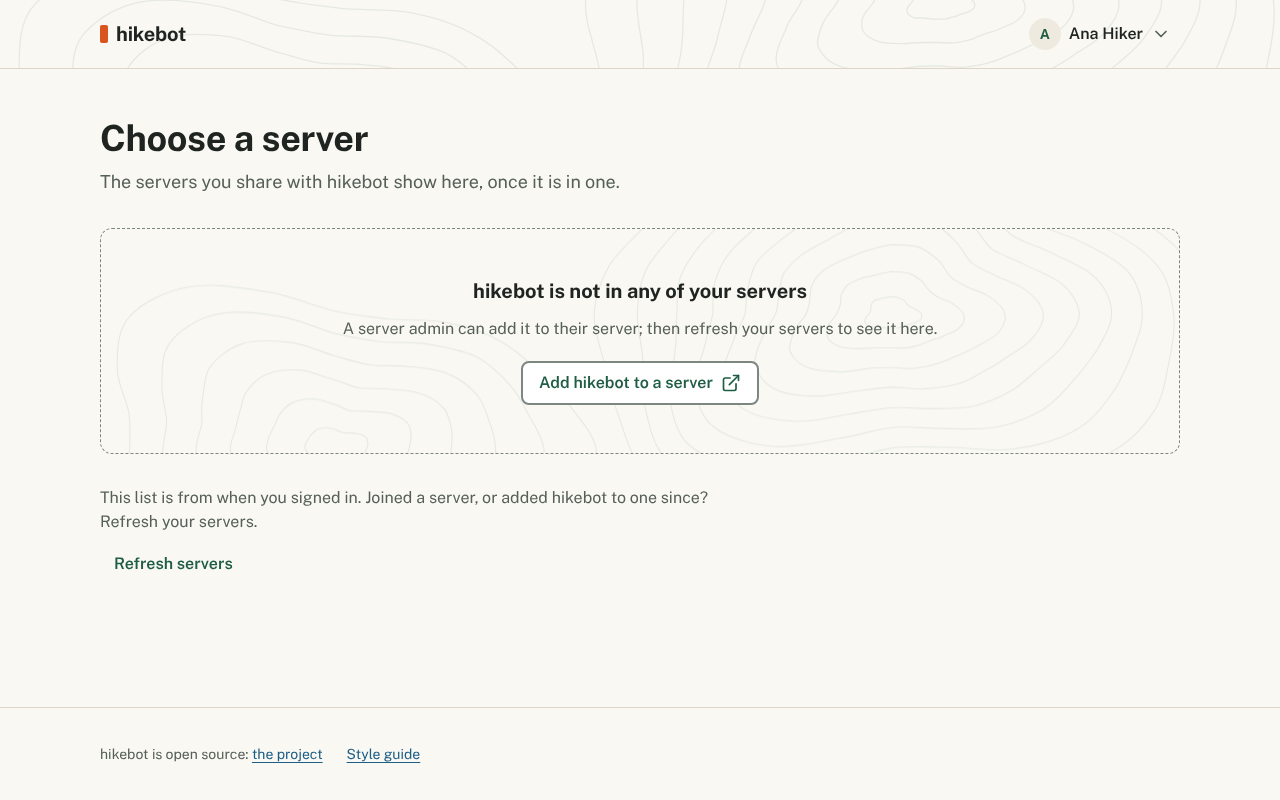 hikebot
A Ana Hiker
Choose a server
The servers you share with hikebot show here, once it is in one.
hikebot is not in any of your servers
A server admin can add it to their server; then refresh your servers to see it here.
Add hikebot to a server
This list is from when you signed in. Joined a server, or added hikebot to one since?
Refresh your servers.
Refresh servers
hikebot is open source: the project Style guide